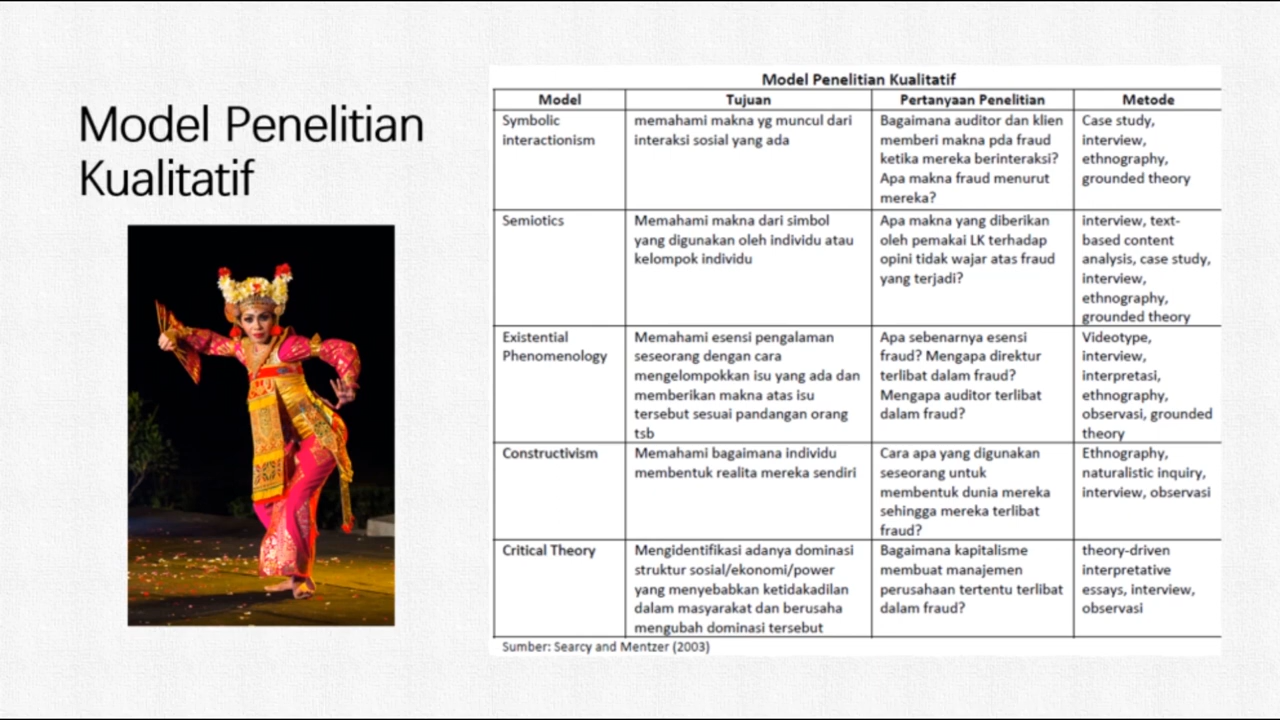 Model Penelitian
Kualitatif
Model Penelitian Kualitatif
Model Tujuan Pertanyaan Penelitian Metode
Symbolic
interactionism
memahami makna yg muncul dari
interaksi sosial yang ada
Bagaimana auditor dan klien
memberi makna pda fraud
ketika mereka berinteraksi?
Apa makna fraud menurut
mereka?
Case study,
interview,
ethnography,
grounded theory
Semiotics
Memahami makna dari simbol
yang digunakan oleh individu atau
kelompok individu
Apa makna yang diberikan
oleh pemakai LK terhadap
opini tidak wajar atas fraud
yang terjadi?
interview, text-
based content
analysis, case study,
interview,
ethnography,
grounded theory
Existential
Phenomenology
Memahami esensi pengalaman
seseorang dengan cara
mengelompokkan isu yang ada dan
memberikan makna atas isu
tersebut sesuai pandangan orang
tsb
Apa sebenarnya esensi
fraud? Mengapa direktur
terlibat dalam fraud?
Mengapa auditor terlibat
dalam fraud?
Videotype,
interview,
interpretasi,
ethnography,
observasi, grounded
theory
Constructivism
Memahami bagaimana individu
membentuk realita mereka sendiri
Cara apa yang digunakan
seseorang untuk
membentuk dunia mereka
sehingga mereka terlibat
fraud?
Ethnography,
naturalistic inquiry,
interview, observasi
Critical Theory
Mengidentifikasi adanya dominasi
struktur sosial/ekonomi/power
yang menyebabkan ketidakadilan
dalam masyarakat dan berusaha
mengubah dominasi tersebut
Bagaimana kapitalisme
membuat manajemen
perusahaan tertentu terlibat
dalam fraud?
theory-driven
interpretative
essays, interview,
observasi
Sumber: Searcy and Mentzer (2003)